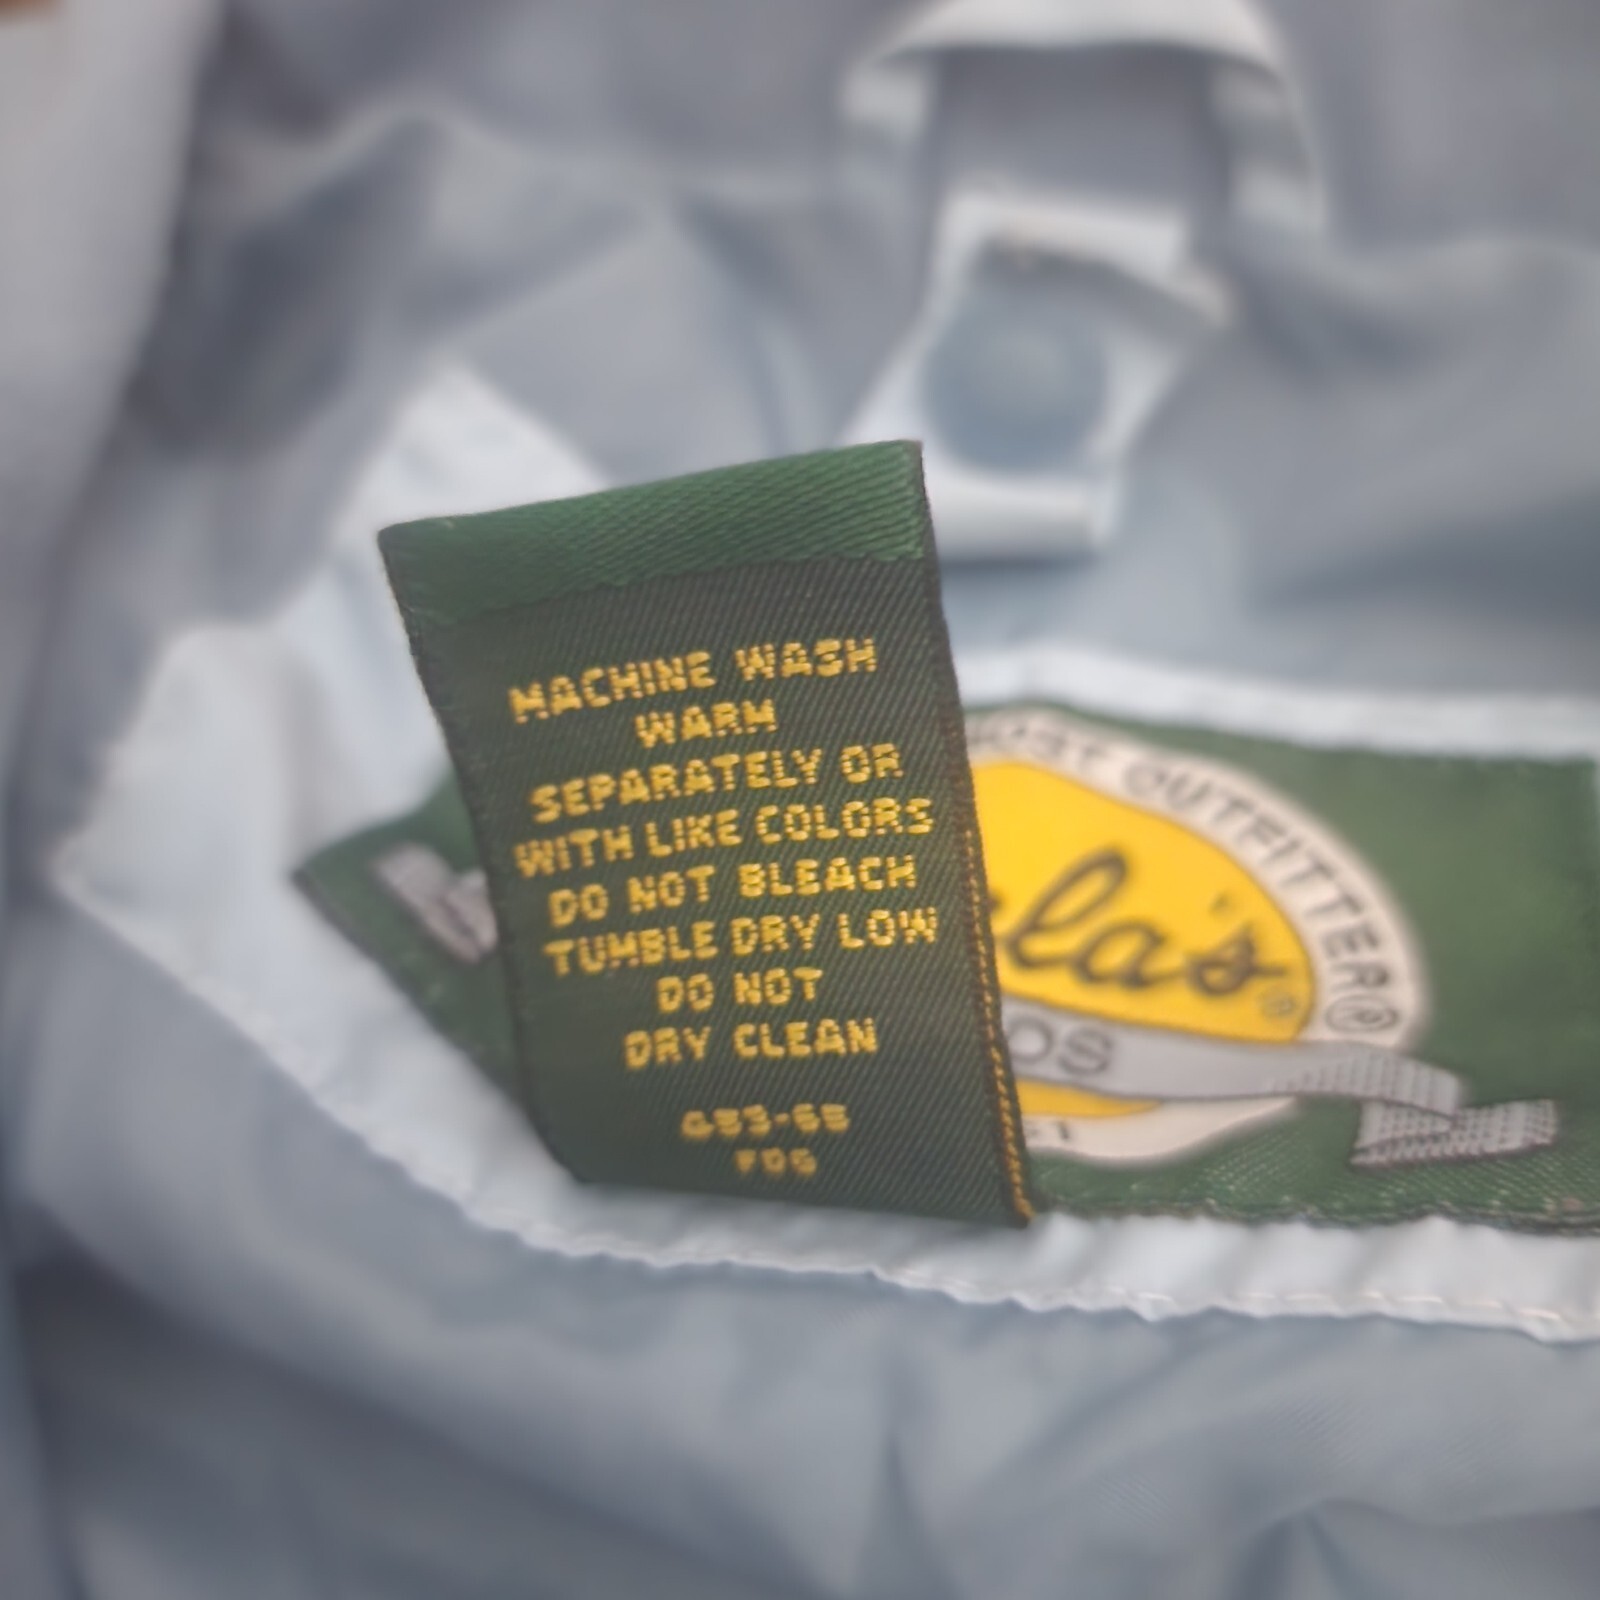 MACHINE WASH
WARM
SEPARATELY OR
WITH LIKE COLORS
DO NOT BLEACH
TUMBLE DRY LOW
DO NOT
DRY CLEAN
OUTFITTER®